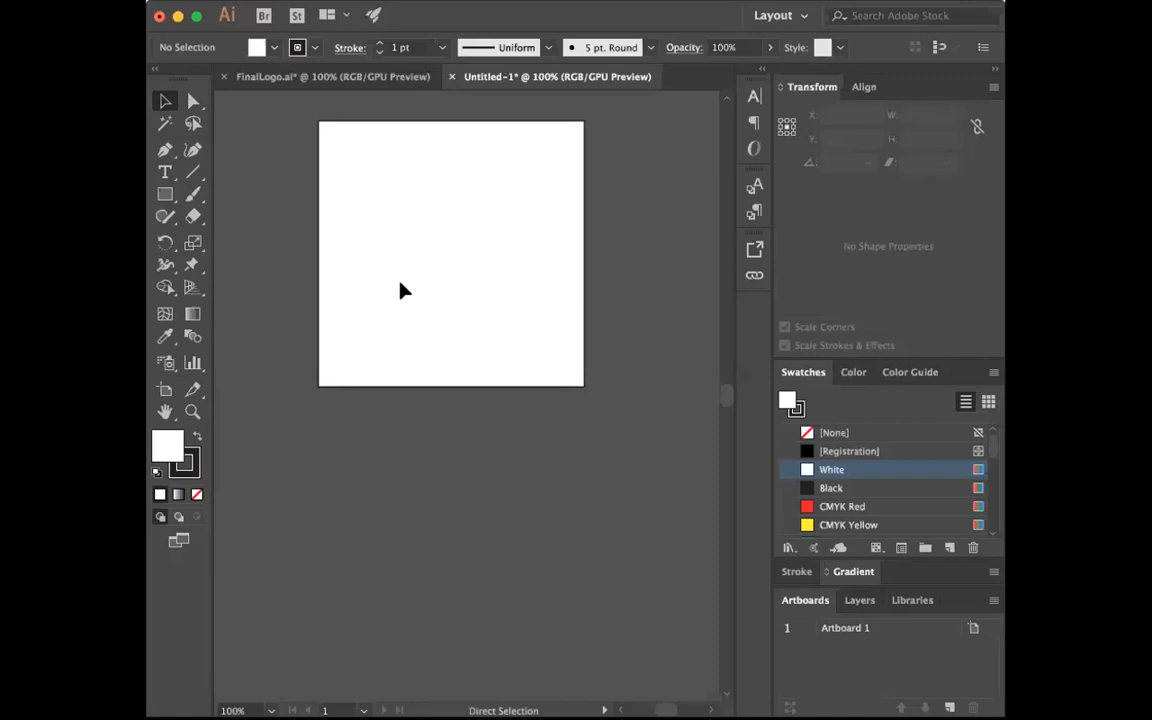 Ai Br St Layout Search Adobe Stock
No Selection Stroke: 1 pt Uniform 5 pt. Round Opacity: 100% Style:
FinalLogo.ai* @ 100% (RGB/GPU Preview) Untitled-1* @ 100% (RGB/GPU Preview)
Transform Align
X: W:
Y: H:
No Shape Properties
Scale Corners
Scale Strokes & Effects
Swatches Color Color Guide
[None]
[Registration]
White
Black
CMYK Red
CMYK Yellow
Stroke Gradient
Artboards Layers Libraries
1 Artboard 1
100% 1 Direct Selection